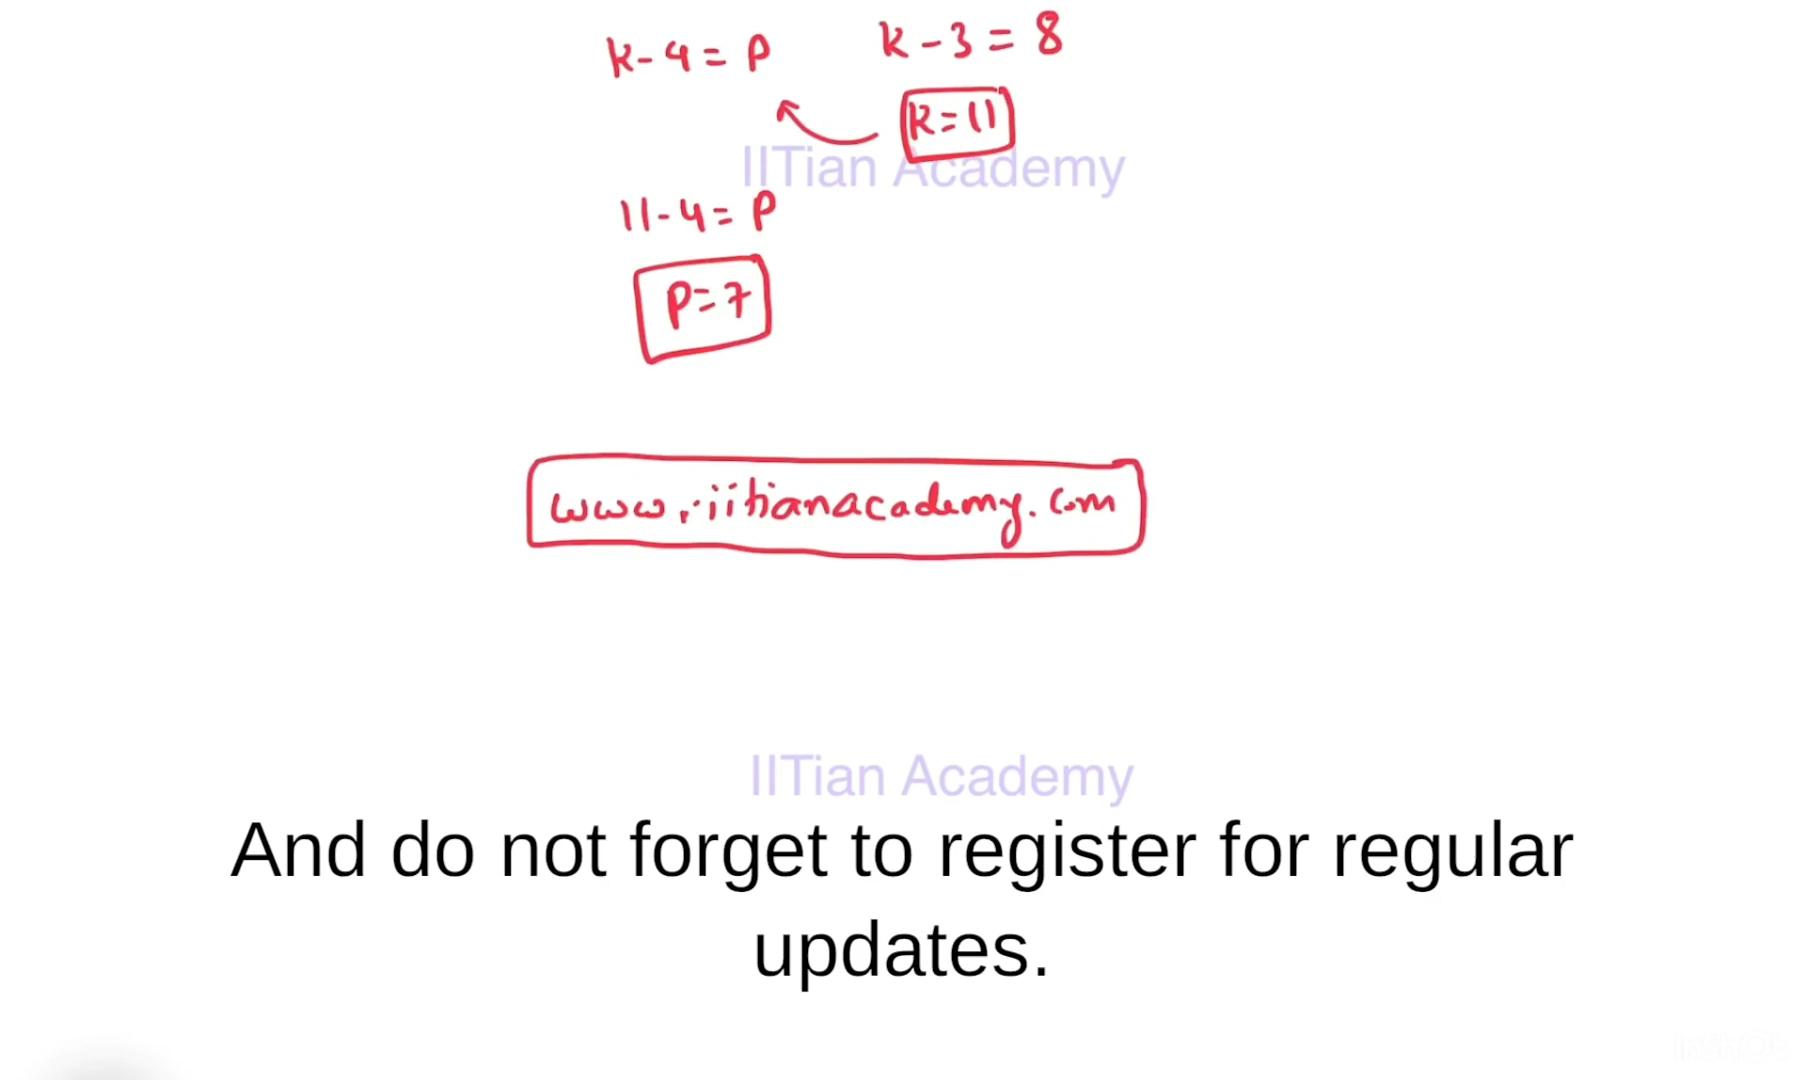 k-4=P k-3=8
k=11
IITian Academy
11-4=P
P=7
www.iitianacademy.com
IITian Academy
And do not forget to register for regular
updates.